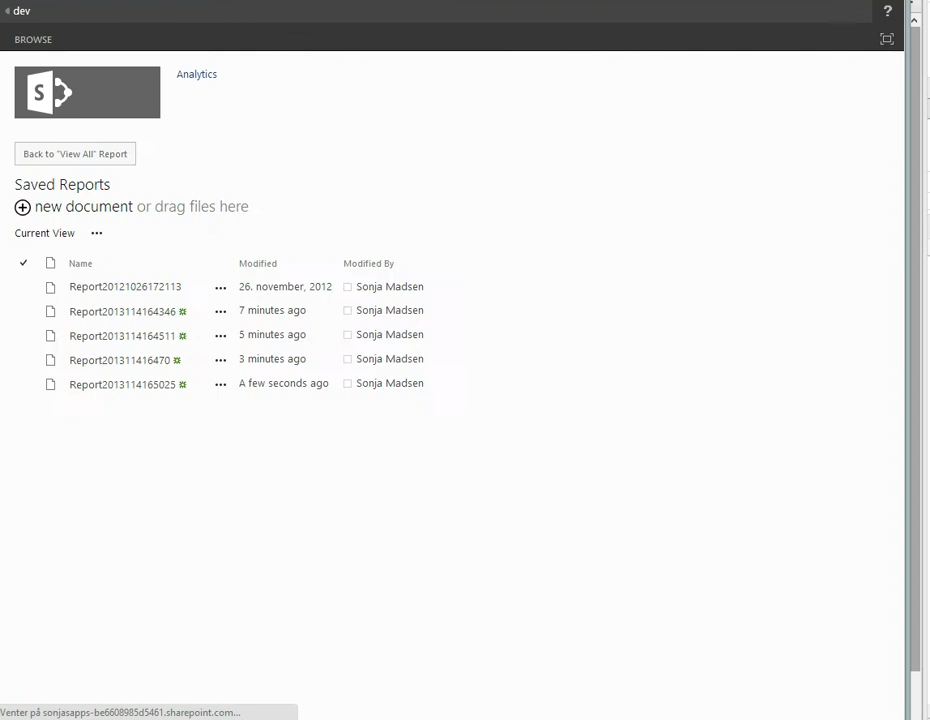 dev
?
BROWSE
S
Analytics
Back to "View All" Report
Saved Reports
new document or drag files here
Current View ...
Name Modified Modified By
Report20121026172113 ... 26. november, 2012 Sonja Madsen
Report2013114164346 ... 7 minutes ago Sonja Madsen
Report2013114164511 ... 5 minutes ago Sonja Madsen
Report201311416470 ... 3 minutes ago Sonja Madsen
Report2013114165025 ... A few seconds ago Sonja Madsen
Venter på sonjasapps-be6608985d5461.sharepoint.com...